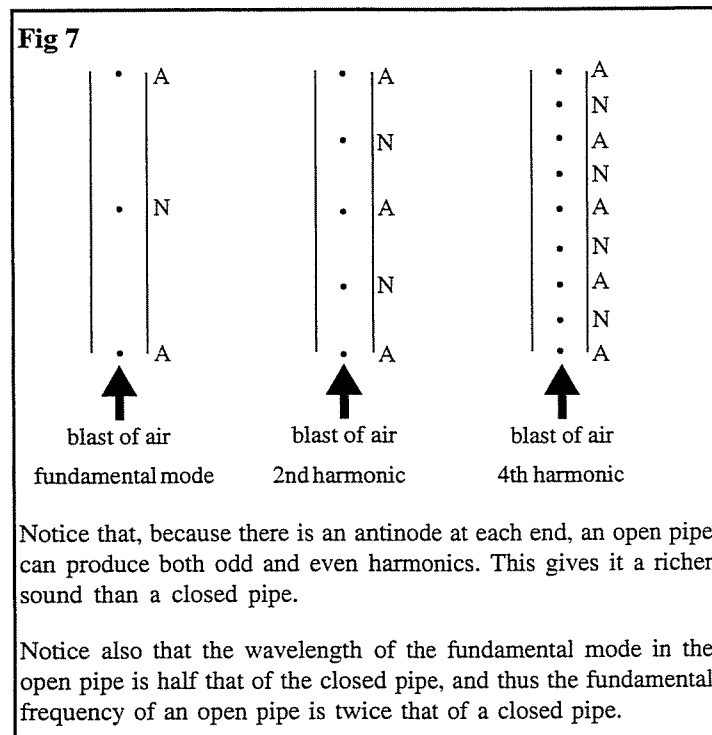 Fig 7
A A A
N
N A
N
N A A
N
N A
N
A A A
blast of air blast of air blast of air
fundamental mode 2nd harmonic 4th harmonic
Notice that, because there is an antinode at each end, an open pipe
can produce both odd and even harmonics. This gives it a richer
sound than a closed pipe.
Notice also that the wavelength of the fundamental mode in the
open pipe is half that of the closed pipe, and thus the fundamental
frequency of an open pipe is twice that of a closed pipe.